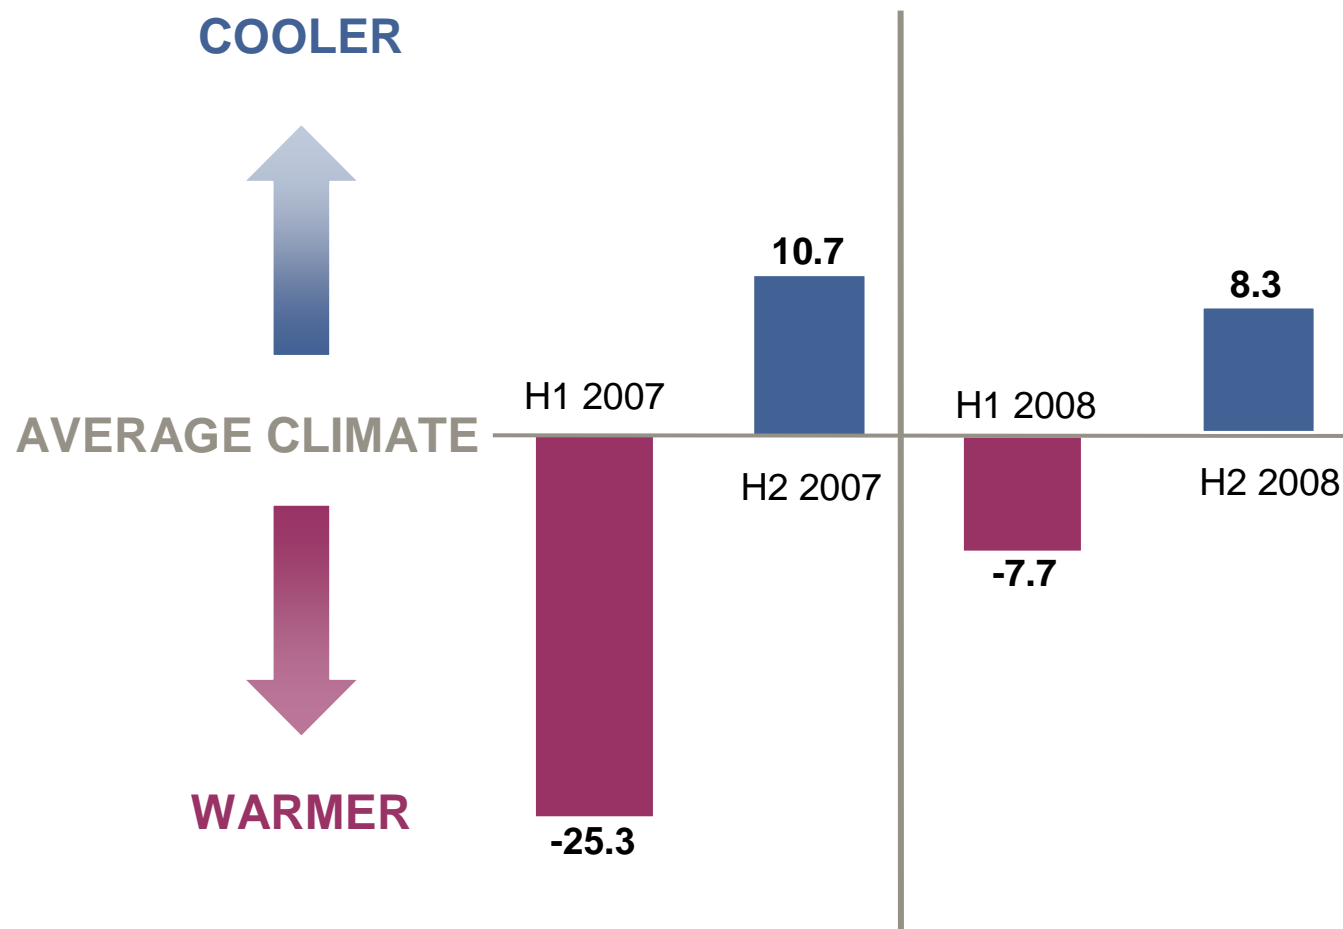 COOLER
10.7
8.3
H1 2007
H1 2008
AVERAGE CLIMATE
H2 2007
H2 2008
-7.7
WARMER
-25.3